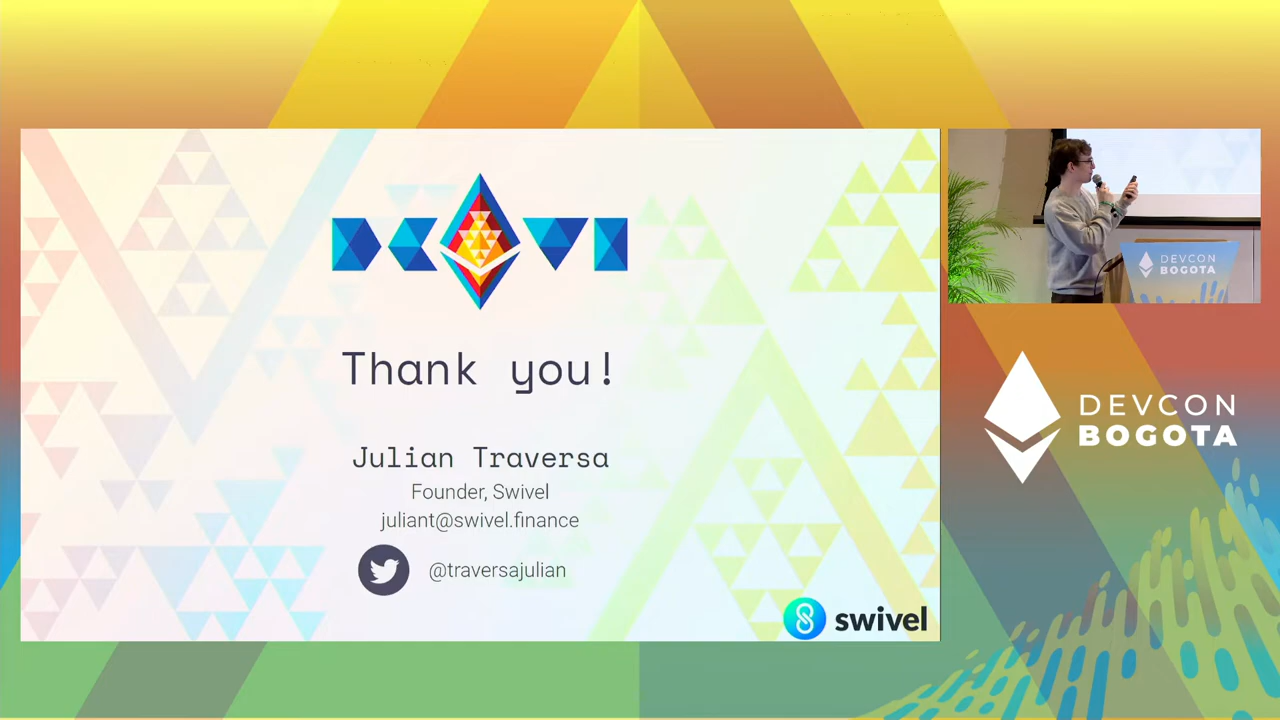 Thank you!
Julian Traversa
Founder, Swivel
juliant@swivel.finance
@traversajulian
swivel
DEVCON
BOGOTA
DEVCON
BOGOTA